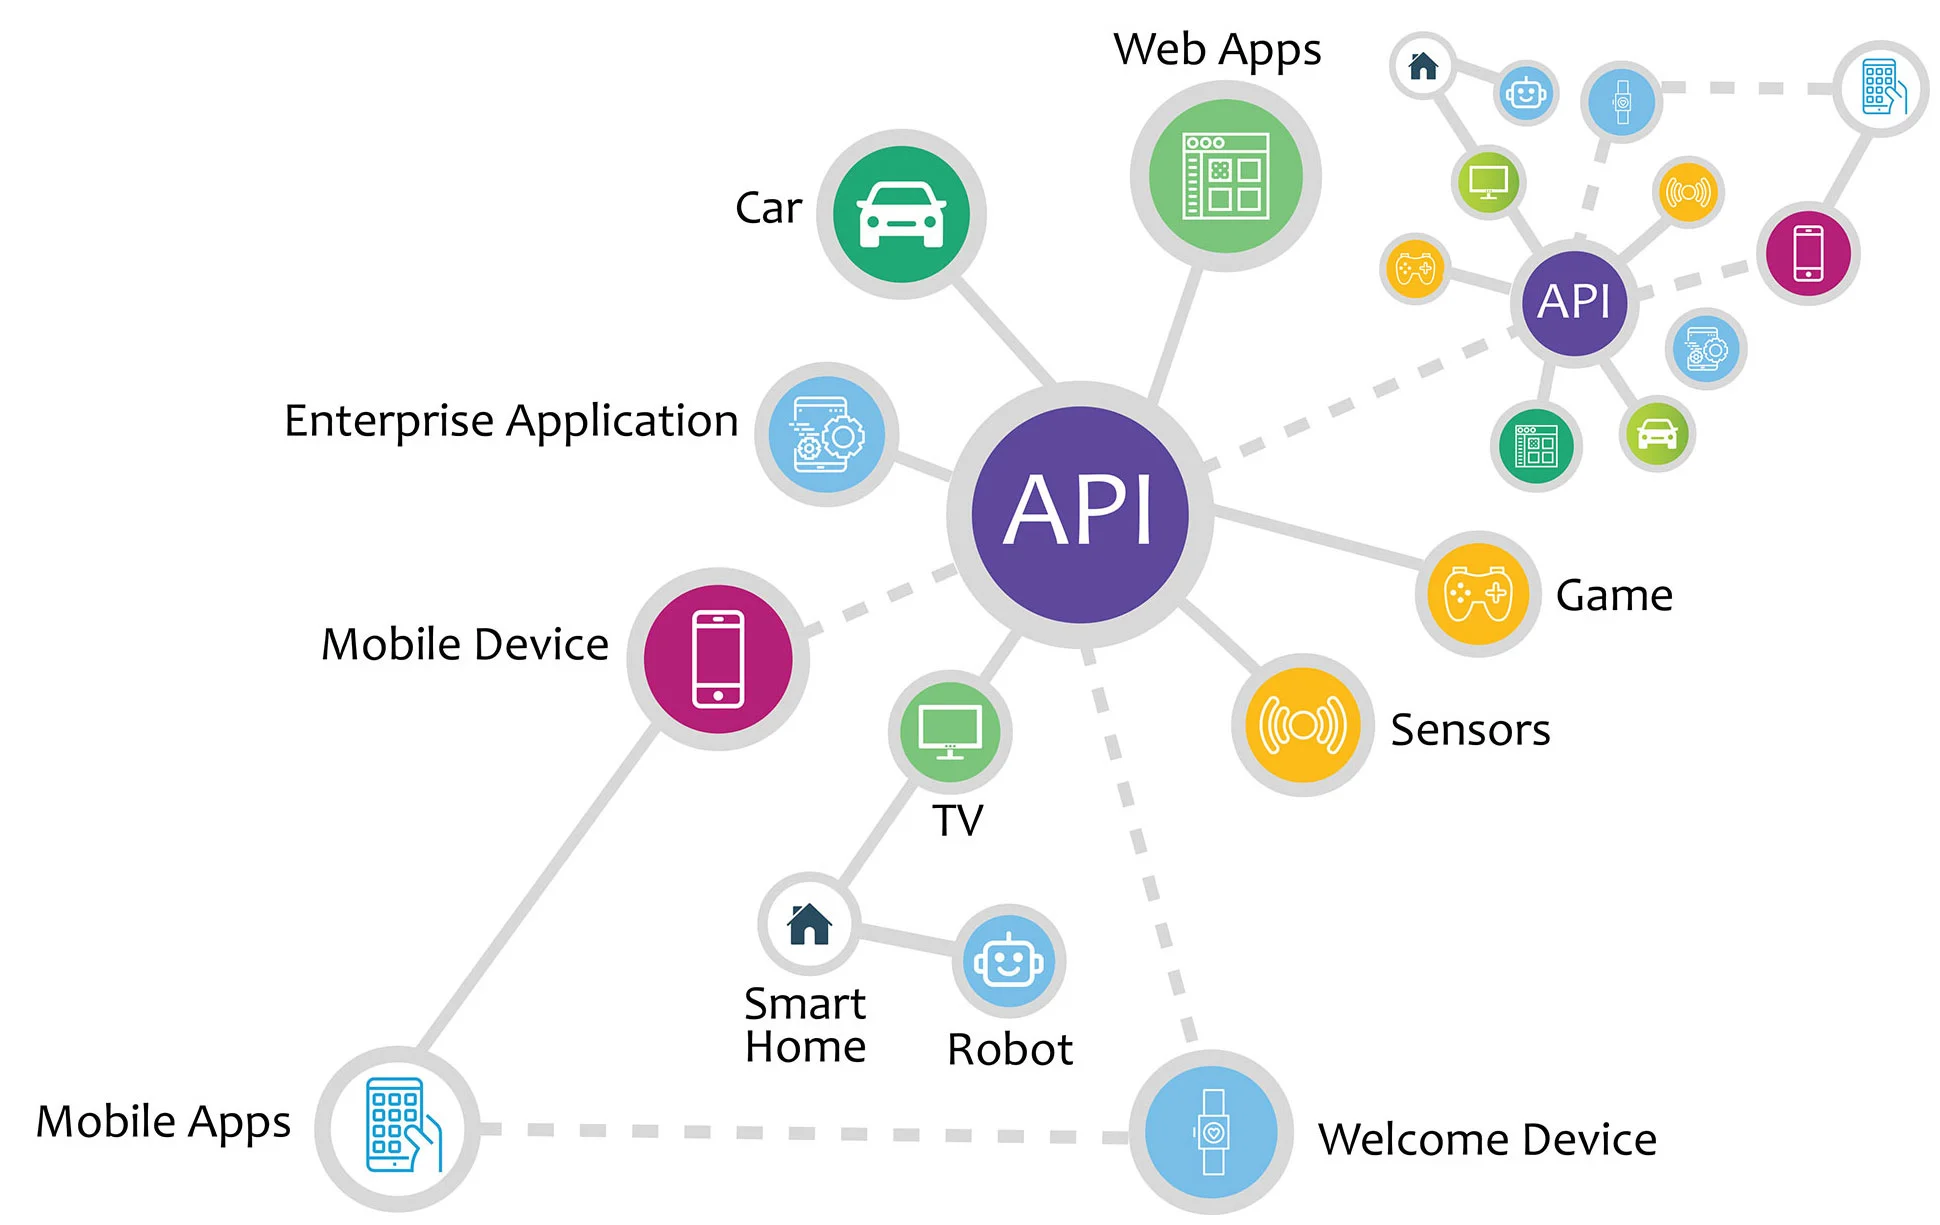 Web Apps
Car
API
Enterprise Application
API
Game
Mobile Device
Sensors
TV
Smart
Home
Robot
Mobile Apps
Welcome Device